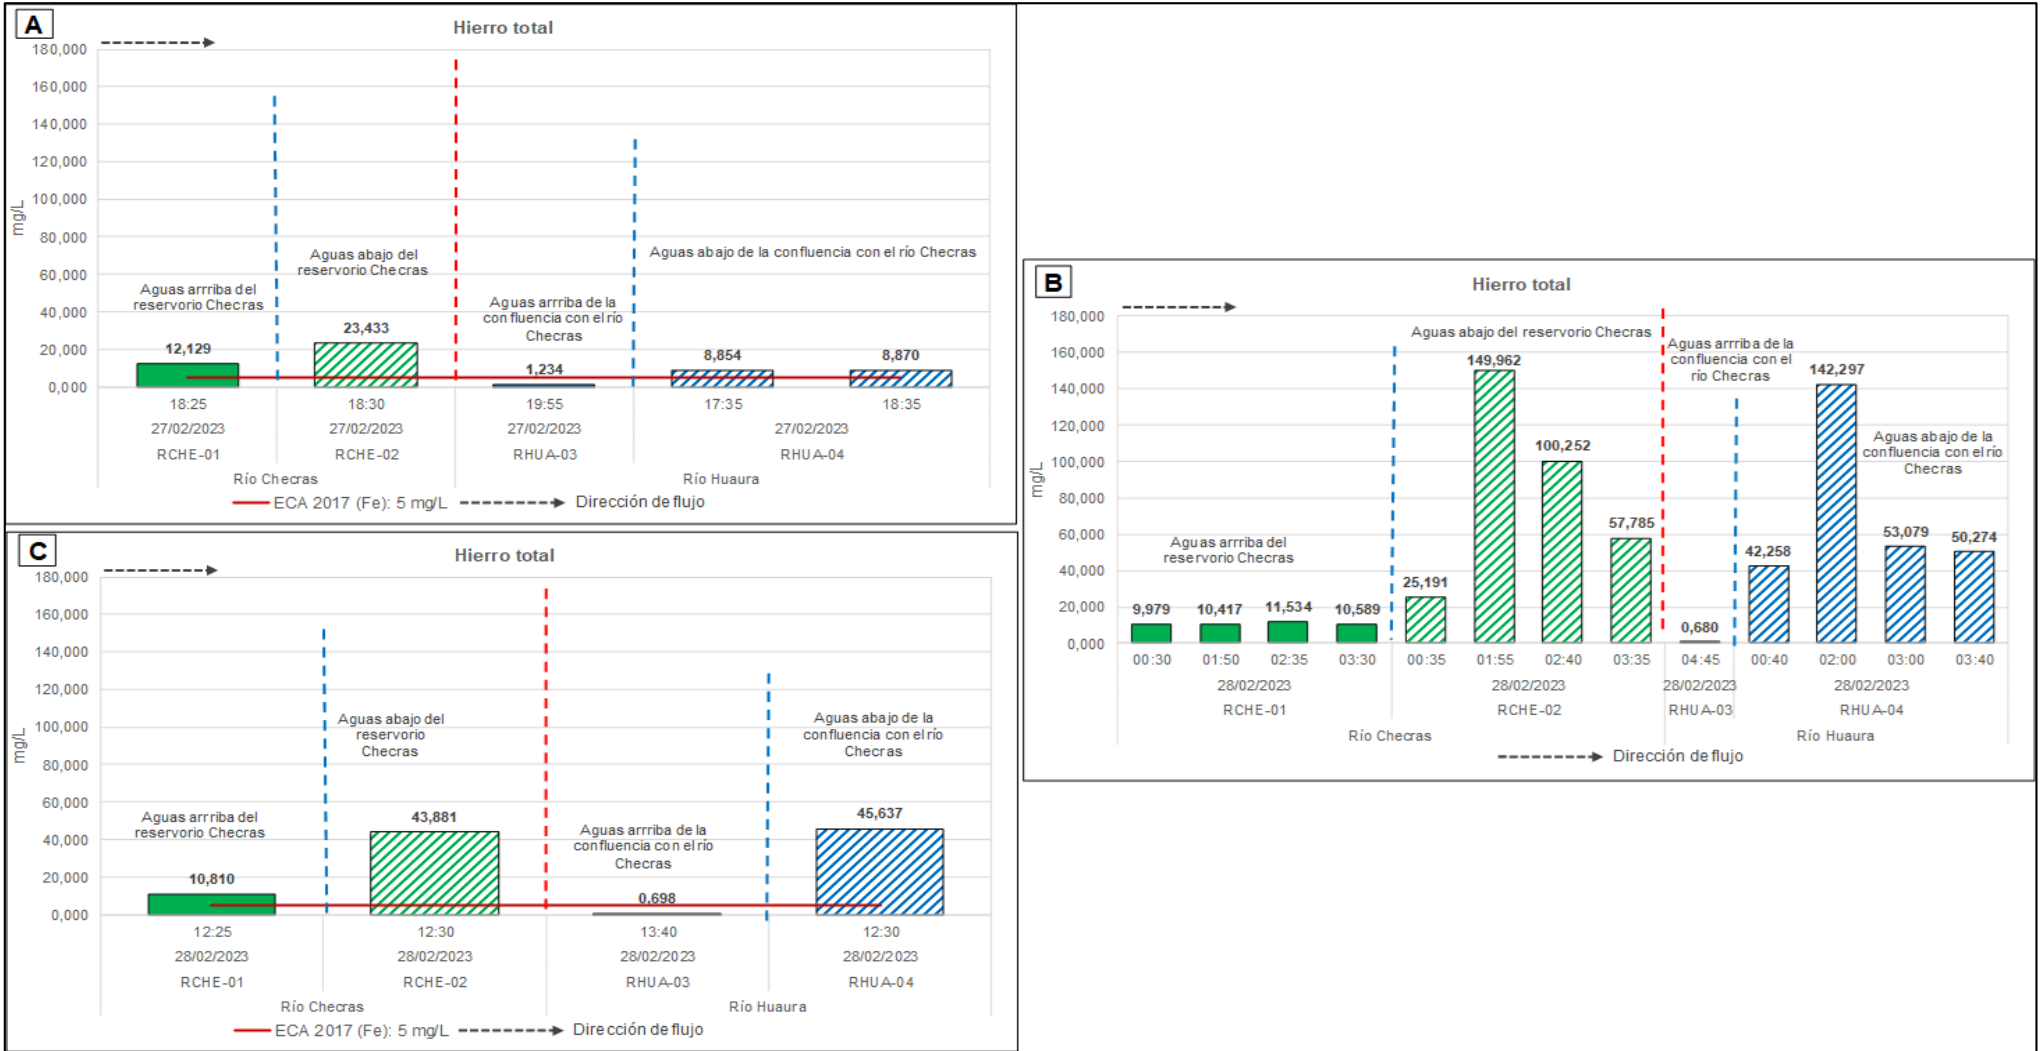 A
Hierro total
180,000
160,000
140,000
120,000
100,000
80,000
60,000
40,000
20,000
0,000
mg/L
Aguas arrriba del
reservorio Checras
Aguas abajo del
reservorio Checras
Aguas arrriba de la
confluencia con el río
Checras
Aguas abajo de la confluencia con el río Checras
12,129
23,433
1,234
8,854
8,870
18:25
18:30
19:55
17:35
18:35
27/02/2023
27/02/2023
27/02/2023
27/02/2023
RCHE-01
RCHE-02
RHUA-03
RHUA-04
Río Checras
Río Huaura
ECA 2017 (Fe): 5 mg/L
Dirección de flujo
B
Hierro total
180,000
160,000
140,000
120,000
100,000
80,000
60,000
40,000
20,000
0,000
mg/L
Aguas arrriba del
reservorio Checras
Aguas abajo del reservorio Checras
Aguas arrriba de la
confluencia con el
río Checras
Aguas abajo de la
confluencia con el río
Checras
9,979
10,417
11,534
10,589
25,191
149,962
100,252
57,785
0,680
42,258
142,297
53,079
50,274
00:30
01:50
02:35
03:30
00:35
01:55
02:40
03:35
04:45
00:40
02:00
03:00
03:40
28/02/2023
28/02/2023
28/02/2023
28/02/2023
RCHE-01
RCHE-02
RHUA-03
RHUA-04
Río Checras
Río Huaura
Dirección de flujo
C
Hierro total
180,000
160,000
140,000
120,000
100,000
80,000
60,000
40,000
20,000
0,000
mg/L
Aguas arrriba del
reservorio Checras
Aguas abajo del
reservorio
Checras
Aguas arrriba de la
confluencia con el río
Checras
Aguas abajo de la
confluencia con el río
Checras
10,810
43,881
0,698
45,637
12:25
12:30
13:40
12:30
28/02/2023
28/02/2023
28/02/2023
28/02/2023
RCHE-01
RCHE-02
RHUA-03
RHUA-04
Río Checras
Río Huaura
ECA 2017 (Fe): 5 mg/L
Dirección de flujo